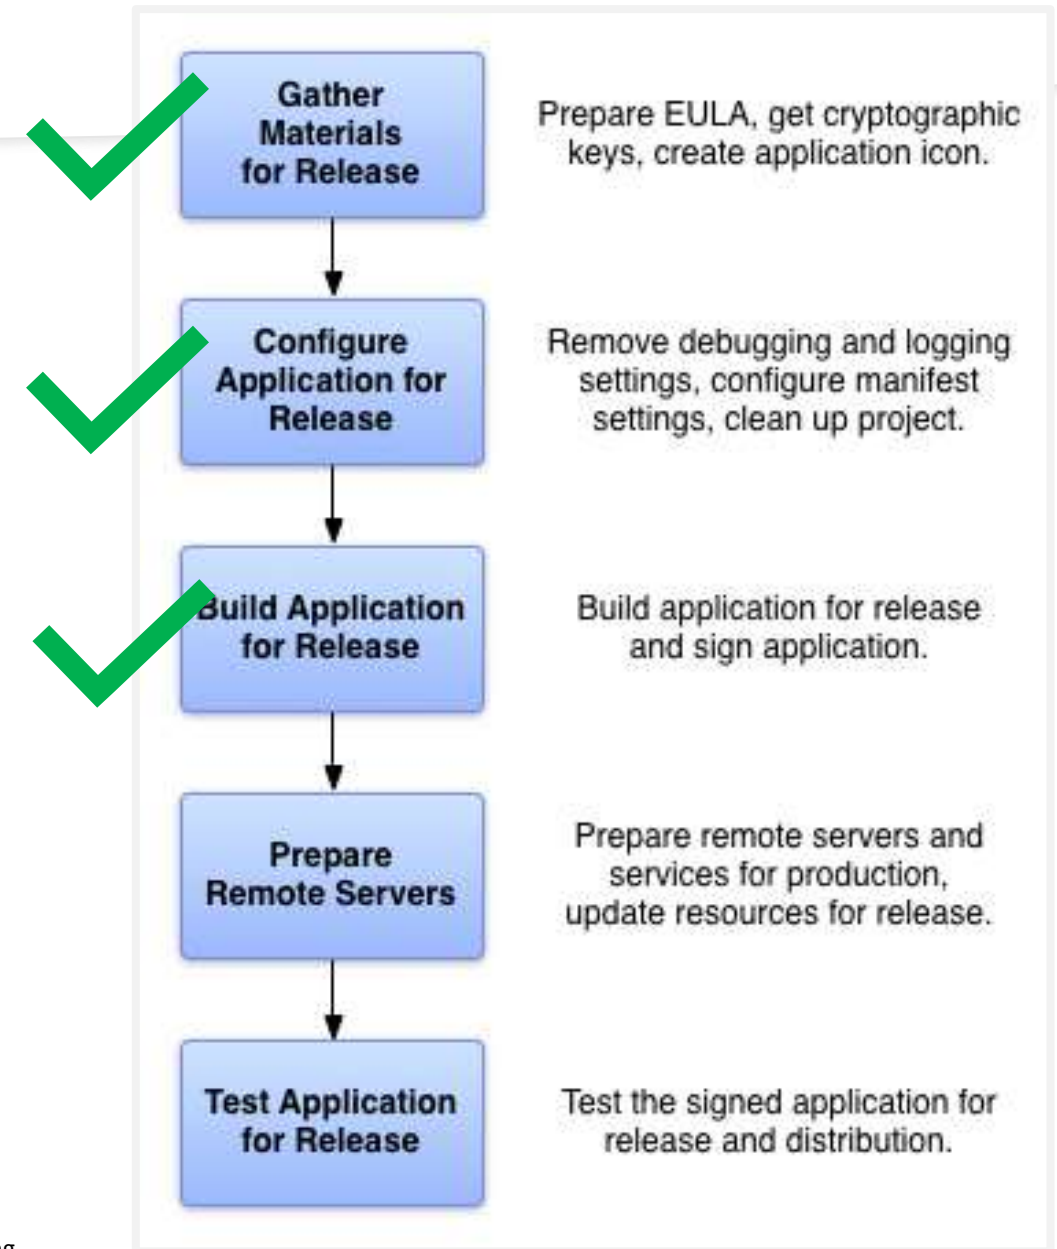 Gather
Materials
for Release
Prepare EULA, get cryptographic
keys, create application icon.
Configure
Application for
Release
Remove debugging and logging
settings, configure manifest
settings, clean up project.
Build Application
for Release
Build application for release
and sign application.
Prepare
Remote Servers
Prepare remote servers and
services for production,
update resources for release.
Test Application
for Release
Test the signed application for
release and distribution.